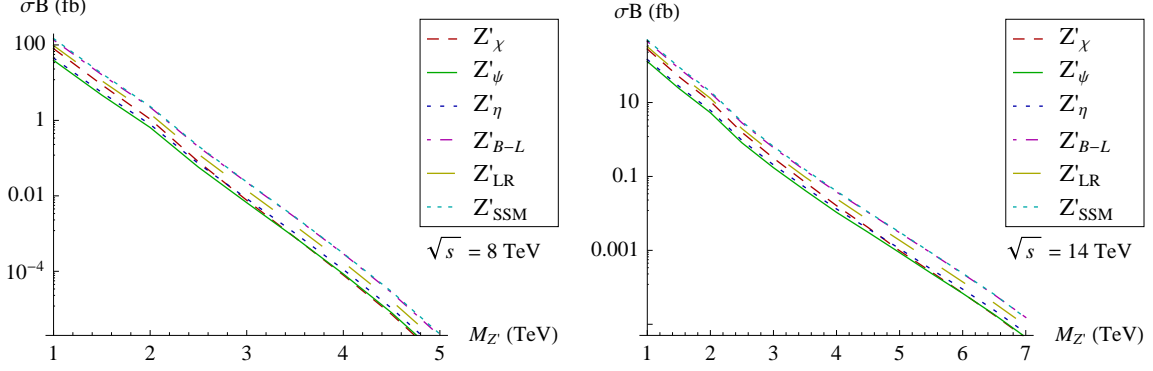 σB (fb)
100
1
0.01
10⁻⁴
1 2 3 4 5
M_Z' (TeV)
Z'_χ
Z'_ψ
Z'_η
Z'_B−L
Z'_LR
Z'_SSM
√s = 8 TeV
σB (fb)
10
0.1
0.001
1 2 3 4 5 6 7
M_Z' (TeV)
Z'_χ
Z'_ψ
Z'_η
Z'_B−L
Z'_LR
Z'_SSM
√s = 14 TeV